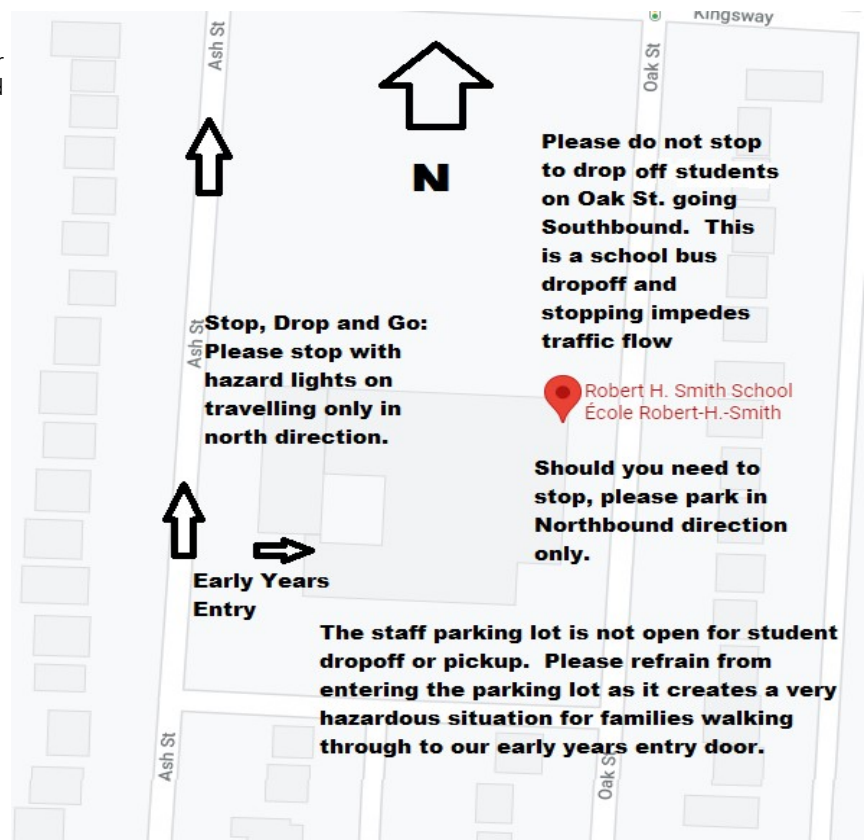 Kingsway
Ash St
Oak St
N
Please do not stop
to drop off students
on Oak St. going
Southbound. This
is a school bus
dropoff and
stopping impedes
traffic flow
Stop, Drop and Go:
Please stop with
hazard lights on
travelling only in
north direction.
Ash St
Robert H. Smith School
École Robert-H.-Smith
Should you need to
stop, please park in
Northbound direction
only.
Early Years
Entry
The staff parking lot is not open for student
dropoff or pickup. Please refrain from
entering the parking lot as it creates a very
hazardous situation for families walking
through to our early years entry door.
Ash St
Oak St